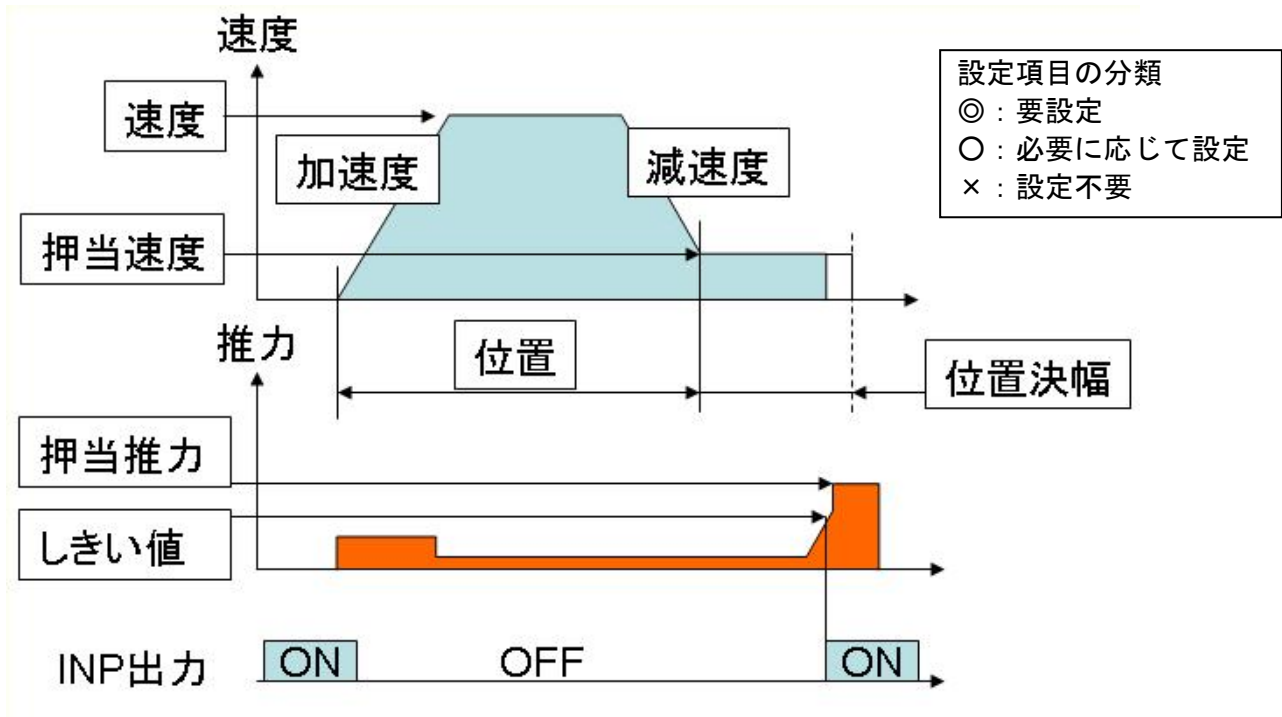 速度
速度
加速度
減速度
押当速度
設定項目の分類
◎：要設定
○：必要に応じて設定
×：設定不要
推力
位置
位置決幅
押当推力
しきい値
INP出力
ON
OFF
ON